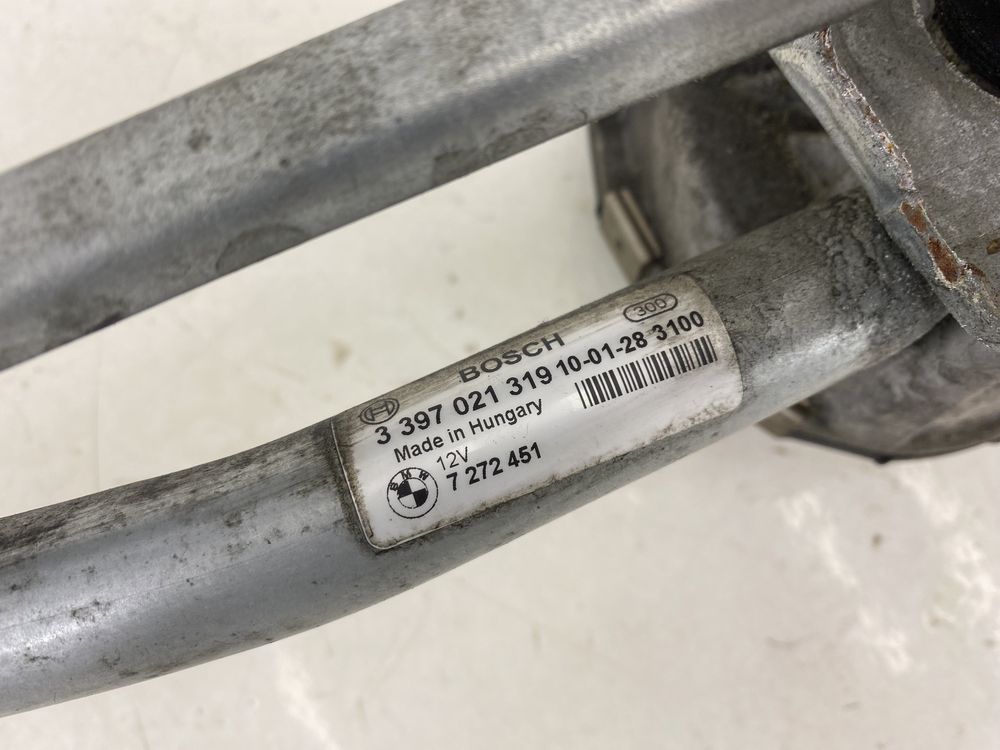 300
BOSCH
3 397 021 319 10-01-28 3100
Made in Hungary
12V
BMW
7 272 451